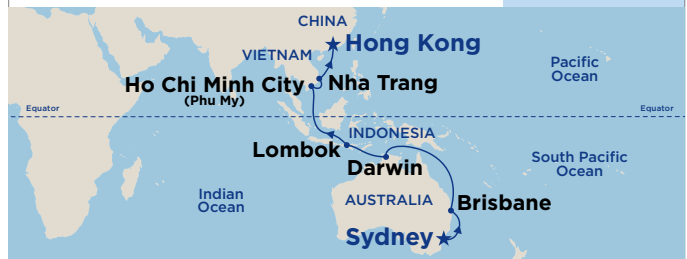 CHINA
Hong Kong
VIETNAM
Pacific
Ocean
Ho Chi Minh City
Nha Trang
(Phu My)
Equator
Equator
INDONESIA
Lombok
Darwin
South Pacific
Ocean
Indian
Ocean
AUSTRALIA
Brisbane
Sydney